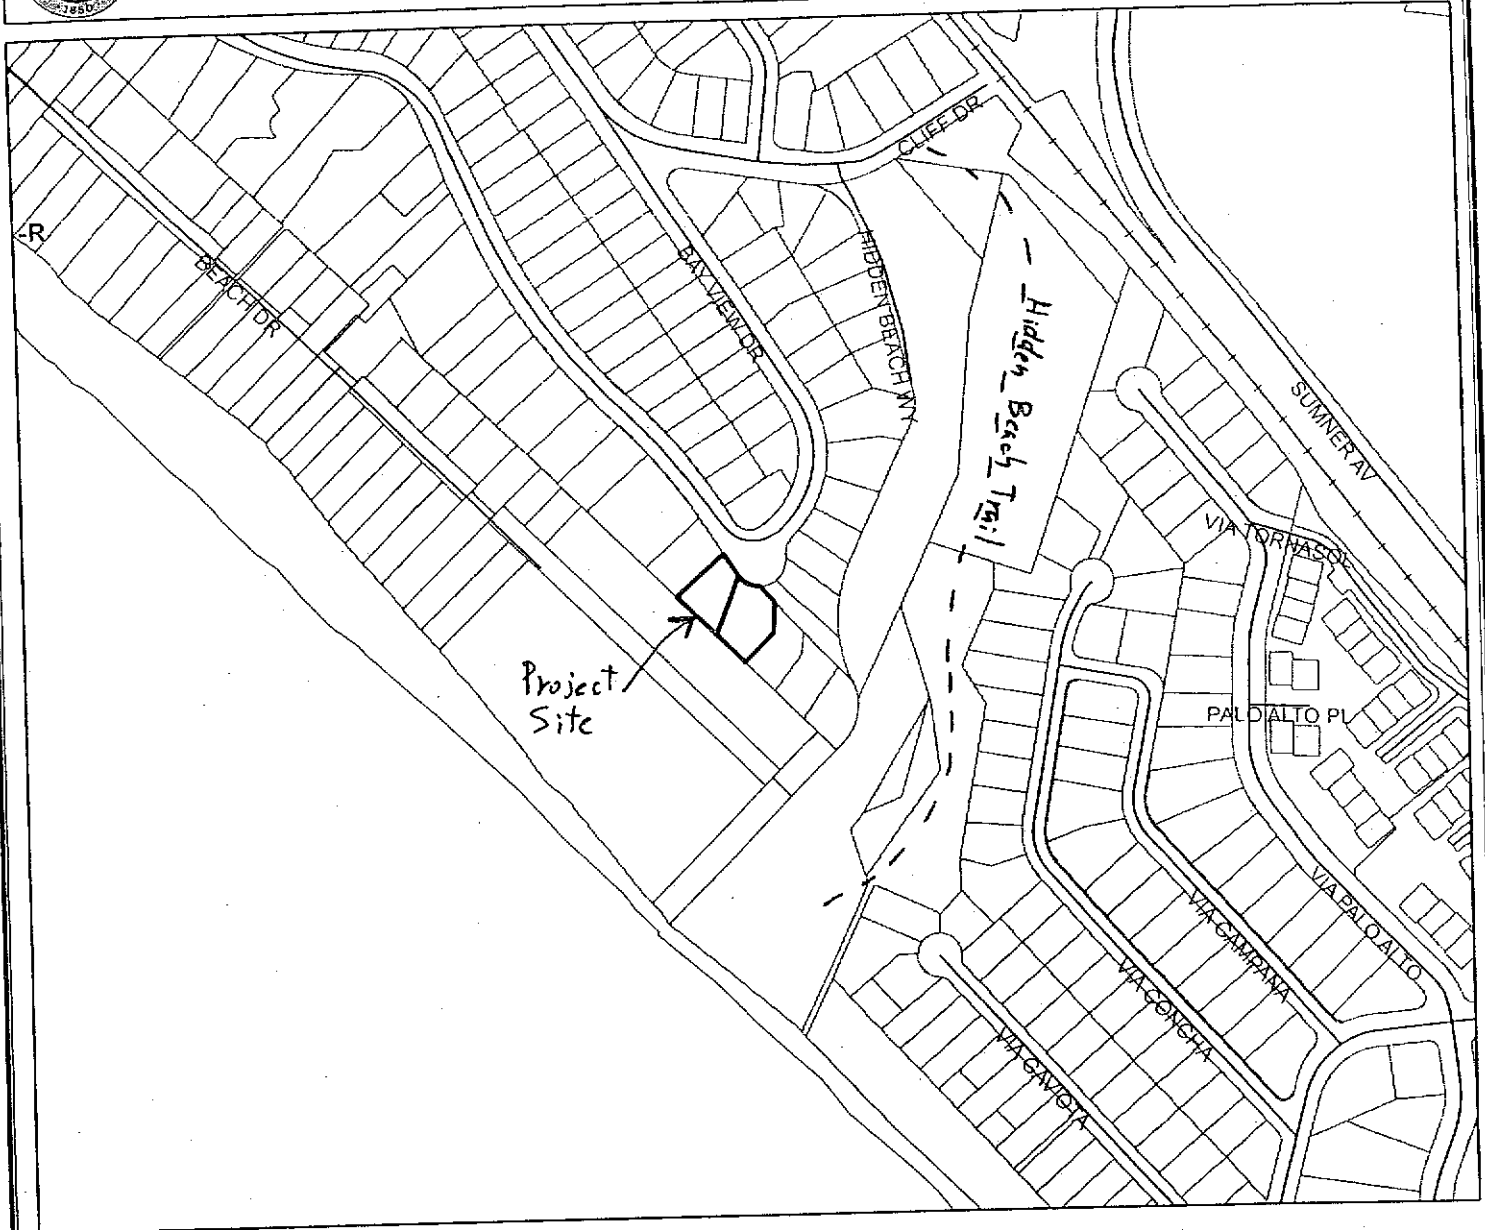 1850
CLIFF DR
-R
BEACH DR
BAY VIEW DR
HIDDEN BEACH WY
Hidden Beach Trail
SUMNER AV
VIA TORNASOL
Project
Site
PALO ALTO PL
VIA PALO ALTO
VIA CAMPANA
VIA CONCHA
VIA GAVIOTA